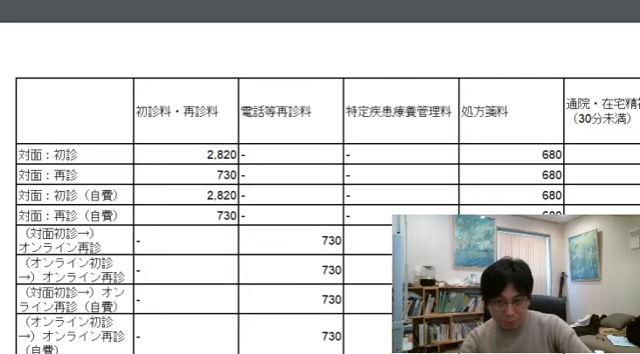 初診料・再診料 電話等再診料 特定疾患療養管理料 処方箋料 通院・在宅精
（30分未満）
対面：初診 2,820 - - 680
対面：再診 730 - - 680
対面：初診（自費） 2,820 - - 680
対面：再診（自費） 730 - - 680
（対面初診→）
オンライン再診 - 730
（オンライン初診
→）オンライン再診 - 730
（対面初診→）オン
ライン再診（自費） - 730
（オンライン初診
→）オンライン再診 - 730
（自費）